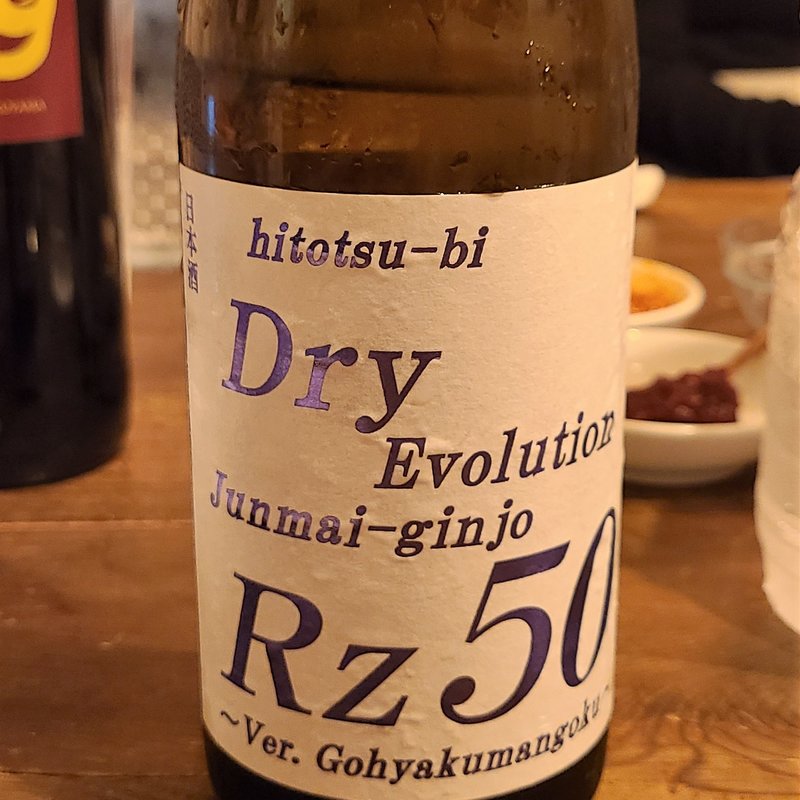 日本酒
hitotsu-bi
Dry
Evolution
Junmai-ginjo
Rz50
~Ver. Gohyakumangoku~